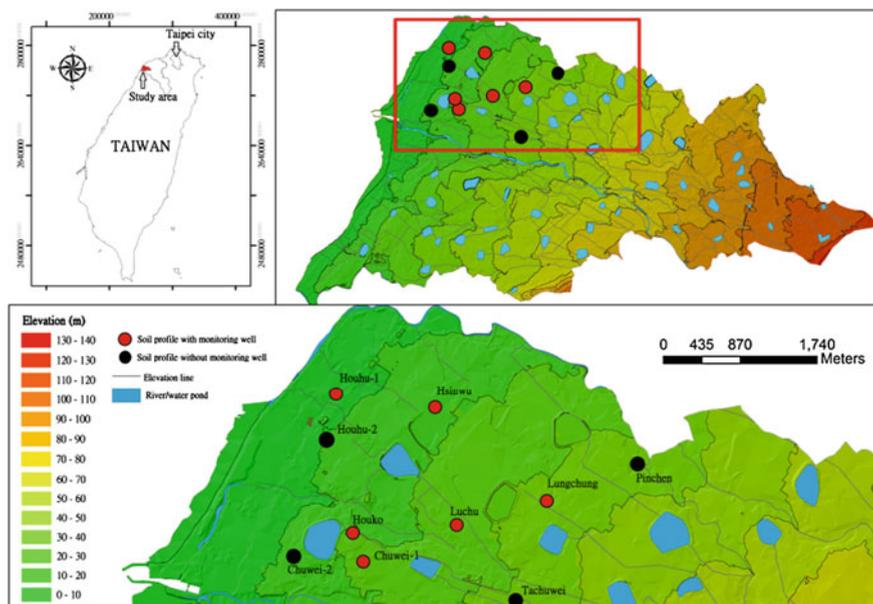 200000 400000
Taipei city
2800000
N
W E
S
Study area
TAIWAN
2640000
2480000
Elevation (m)
130 - 140
120 - 130
110 - 120
100 - 110
90 - 100
80 - 90
70 - 80
60 - 70
50 - 60
40 - 50
30 - 40
20 - 30
10 - 20
0 - 10
Soil profile with monitoring well
Soil profile without monitoring well
Elevation line
River/water pond
0 435 870 1,740
Meters
Houhu-1
Hsiuwu
Houhu-2
Pinchen
Lungchung
Luchu
Houko
Chuwei-1
Chuwei-2
Tachuwei